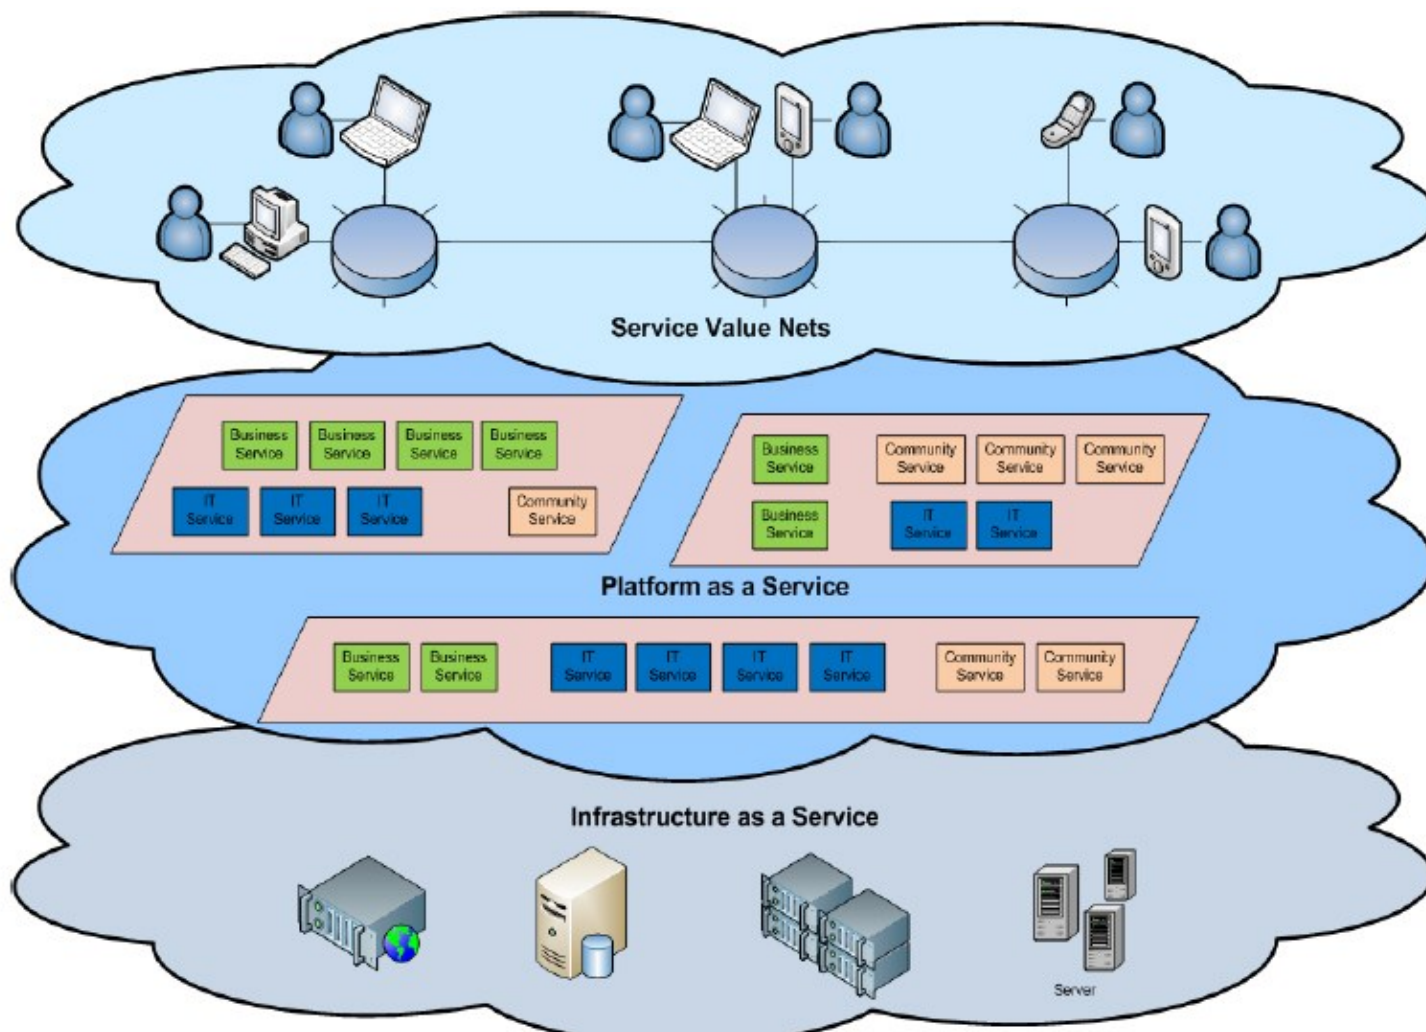 Service Value Nets
Business Business Business Business
Service Service Service Service
IT IT IT Community
Service Service Service Service
Business Community Community Community
Service Service Service Service
Business IT IT
Service Service Service
Platform as a Service
Business Business IT IT IT IT Community Community
Service Service Service Service Service Service Service Service
Infrastructure as a Service
Server